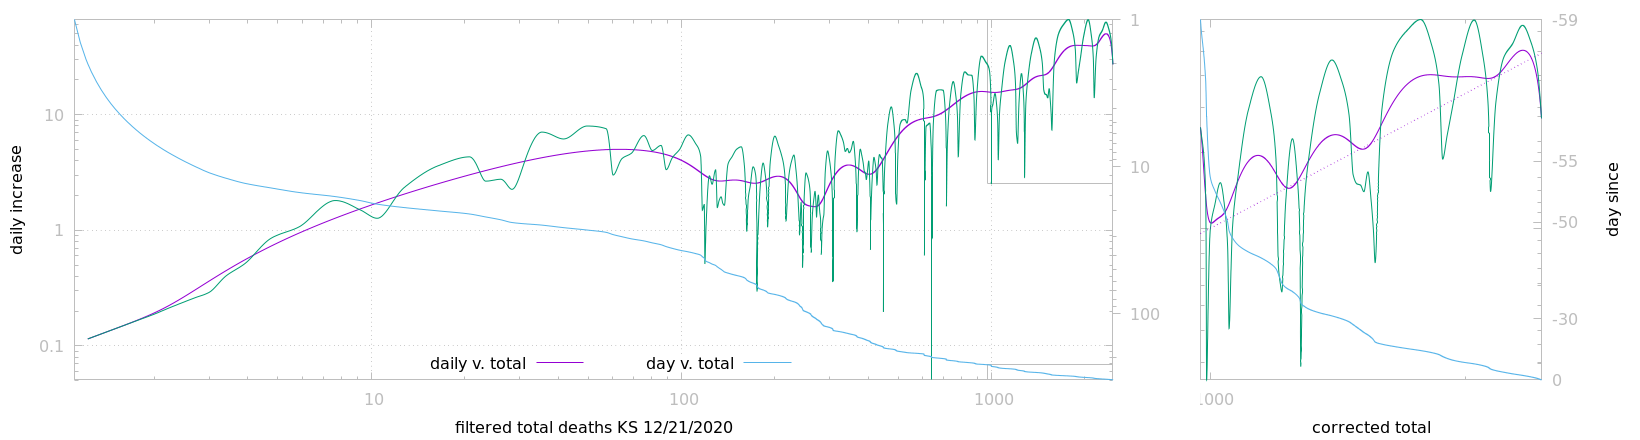 1
-59
10
10
-55
daily increase
day since
1
-50
100
-30
0.1
daily v. total
day v. total
0
10
100
1000
1000
filtered total deaths KS 12/21/2020
corrected total